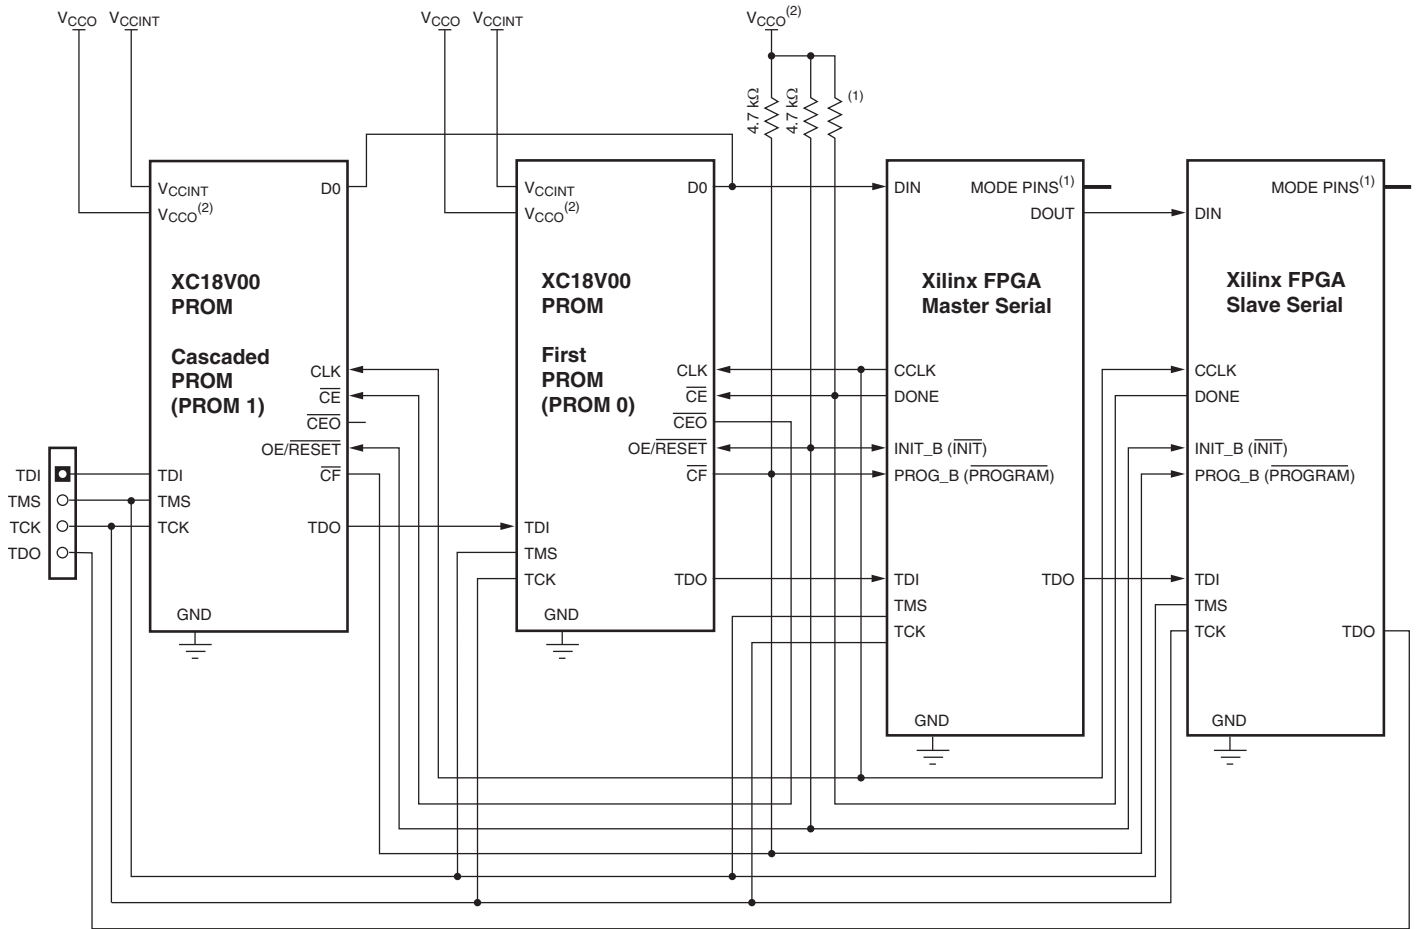 VCCO VCCINT
VCCO VCCINT
VCCO(2)
4.7 kΩ
4.7 kΩ
(1)
VCCINT
VCCO(2)
D0
XC18V00
PROM
Cascaded
PROM
(PROM 1)
CLK
CE
CEO
OE/RESET
CF
TDI
TMS
TCK
TDO
GND
TDI
TMS
TCK
TDO
VCCINT
VCCO(2)
D0
XC18V00
PROM
First
PROM
(PROM 0)
CLK
CE
CEO
OE/RESET
CF
TDI
TMS
TCK
TDO
GND
DIN
MODE PINS(1)
DOUT
Xilinx FPGA
Master Serial
CCLK
DONE
INIT_B (INIT)
PROG_B (PROGRAM)
TDI
TMS
TCK
TDO
GND
MODE PINS(1)
DIN
Xilinx FPGA
Slave Serial
CCLK
DONE
INIT_B (INIT)
PROG_B (PROGRAM)
TDI
TMS
TCK
TDO
GND